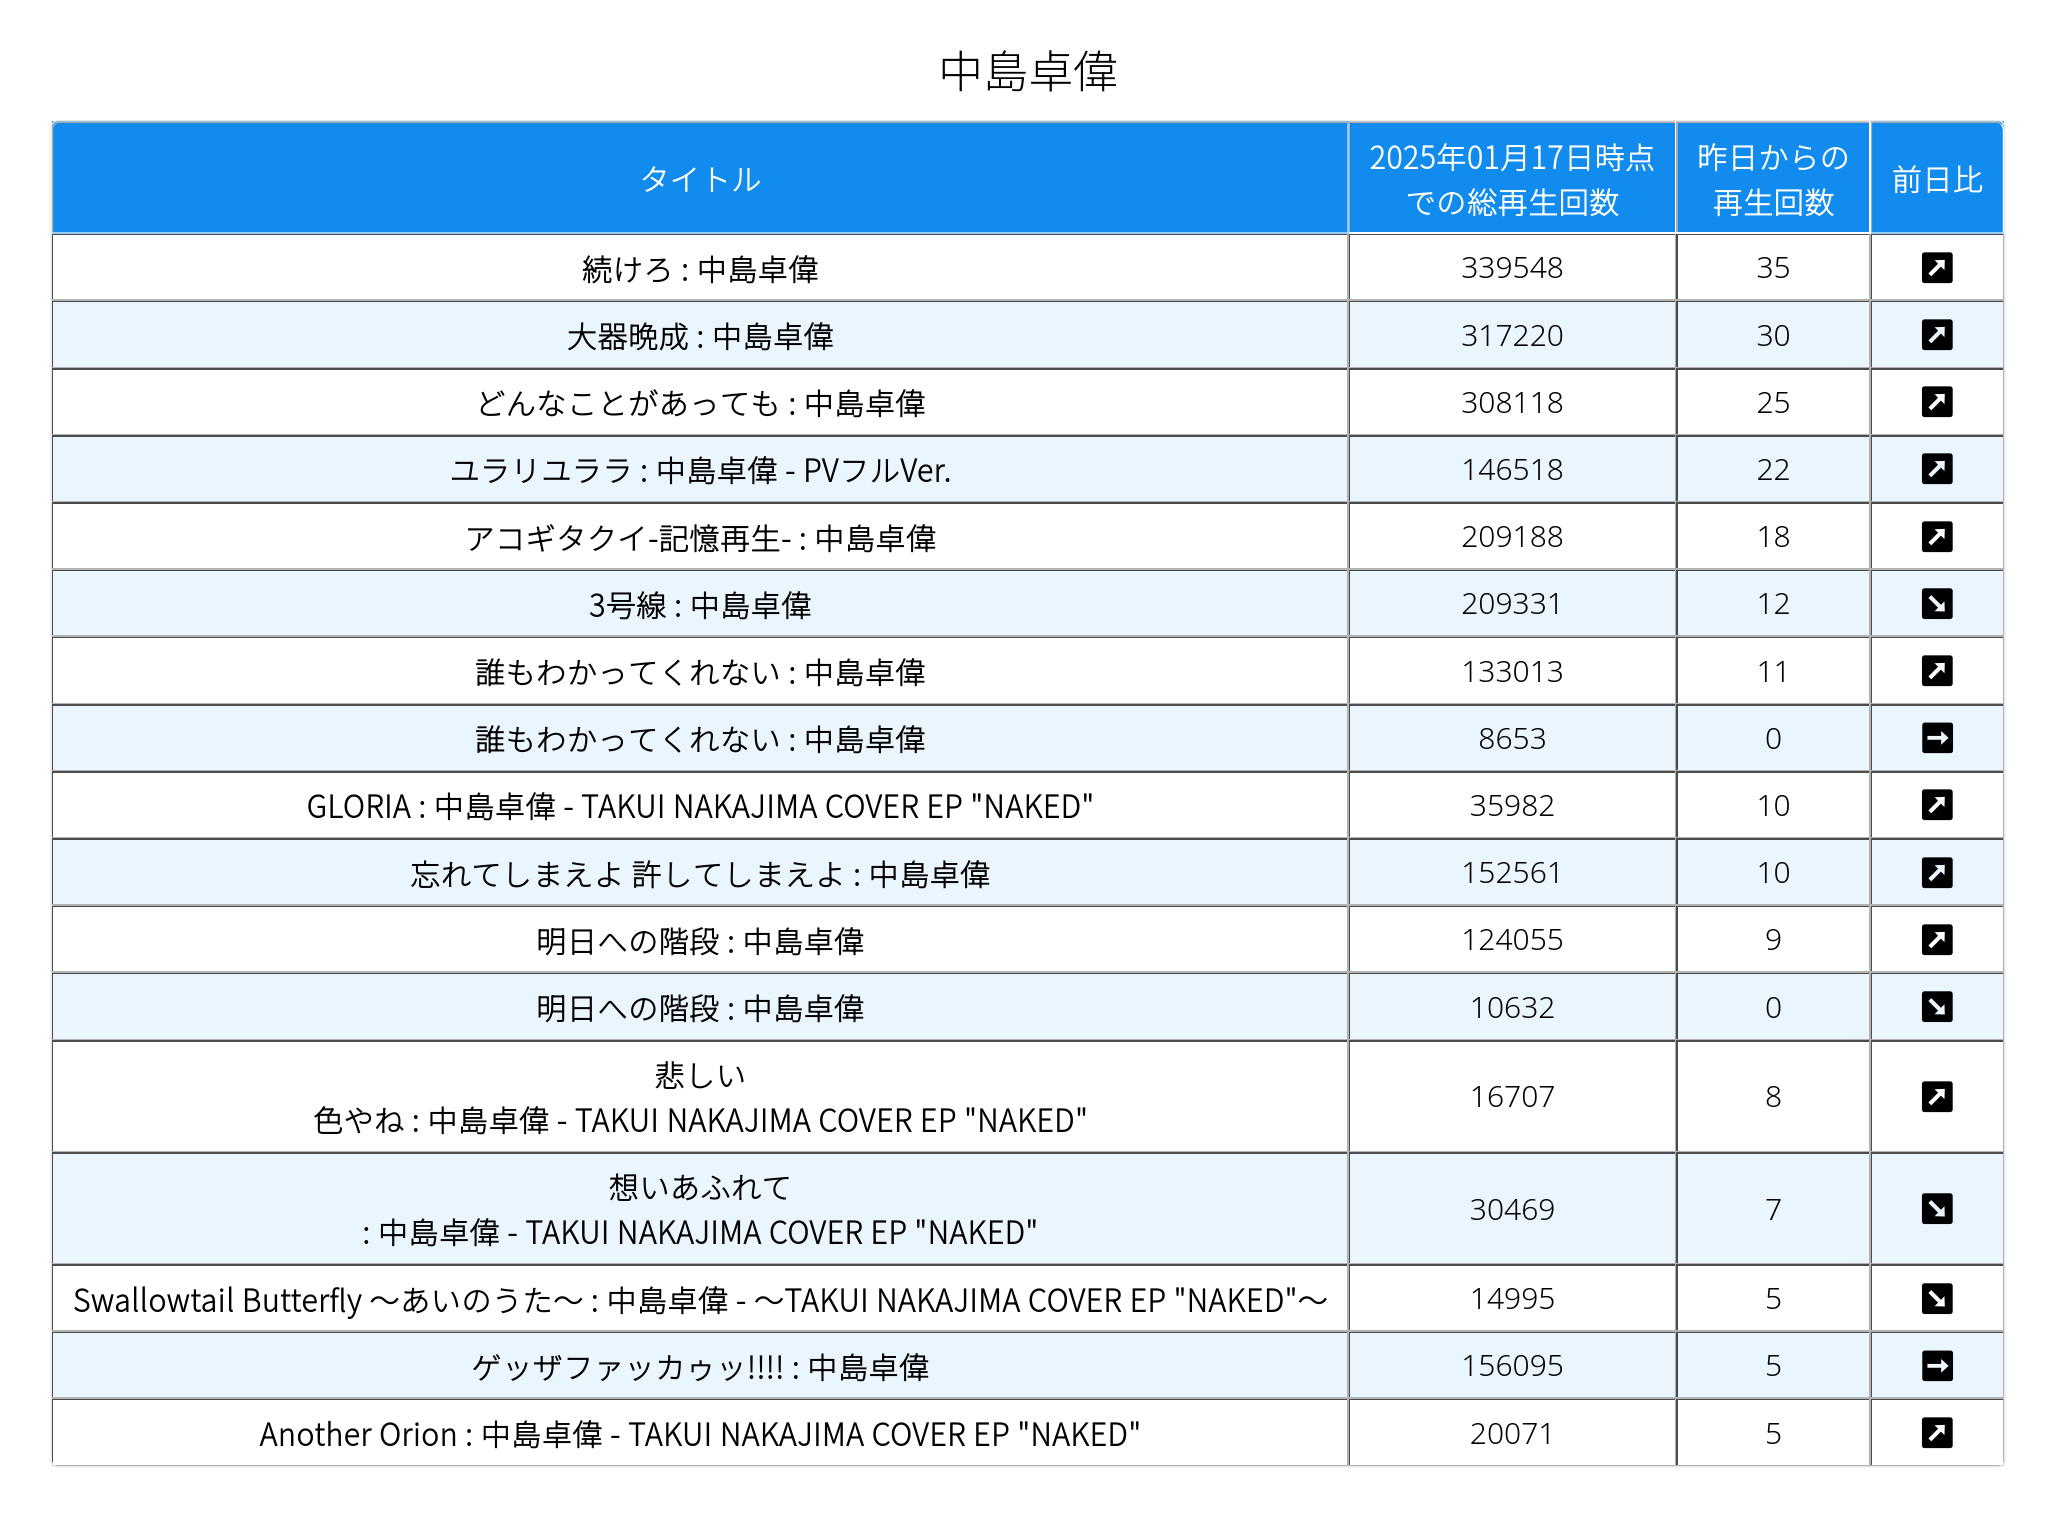 中島卓偉
タイトル
2025年01月17日時点
での総再生回数
昨日からの
再生回数
前日比
続けろ : 中島卓偉 339548 35
大器晩成 : 中島卓偉 317220 30
どんなことがあっても : 中島卓偉 308118 25
ユラリユララ : 中島卓偉 - PVフルVer. 146518 22
アコギタクイ-記憶再生- : 中島卓偉 209188 18
3号線 : 中島卓偉 209331 12
誰もわかってくれない : 中島卓偉 133013 11
誰もわかってくれない : 中島卓偉 8653 0
GLORIA : 中島卓偉 - TAKUI NAKAJIMA COVER EP "NAKED" 35982 10
忘れてしまえよ 許してしまえよ : 中島卓偉 152561 10
明日への階段 : 中島卓偉 124055 9
明日への階段 : 中島卓偉 10632 0
悲しい
色やね : 中島卓偉 - TAKUI NAKAJIMA COVER EP "NAKED" 16707 8
想いあふれて
: 中島卓偉 - TAKUI NAKAJIMA COVER EP "NAKED" 30469 7
Swallowtail Butterfly ～あいのうた～ : 中島卓偉 - ～TAKUI NAKAJIMA COVER EP "NAKED"～ 14995 5
ゲッザファッカゥッ!!!! : 中島卓偉 156095 5
Another Orion : 中島卓偉 - TAKUI NAKAJIMA COVER EP "NAKED" 20071 5